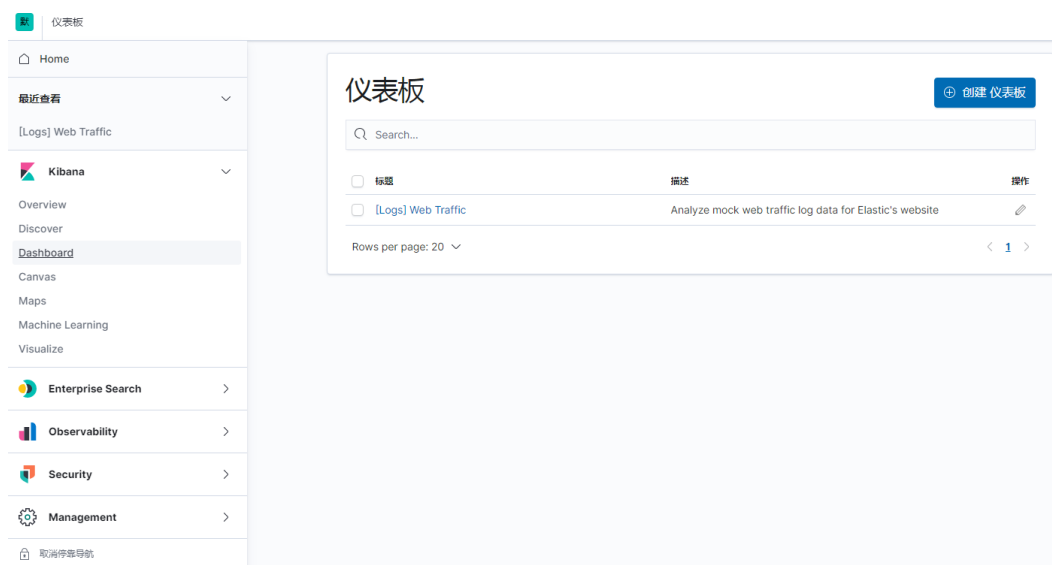 默 仪表板
Home
最近查看
[Logs] Web Traffic
Kibana
Overview
Discover
Dashboard
Canvas
Maps
Machine Learning
Visualize
Enterprise Search
Observability
Security
Management
取消停靠导航
仪表板
创建 仪表板
Search...
标题 描述 操作
[Logs] Web Traffic Analyze mock web traffic log data for Elastic's website
Rows per page: 20 1